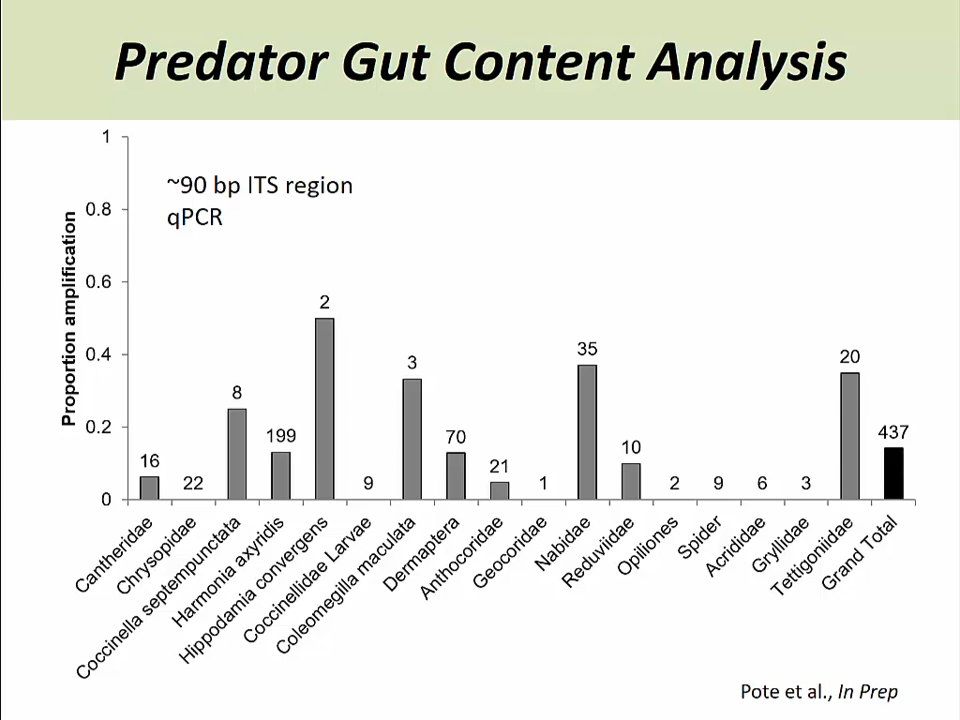 Predator Gut Content Analysis
~90 bp ITS region
qPCR
Proportion amplification
1
0.8
0.6
0.4
0.2
0
16
22
8
199
2
9
3
70
21
1
35
10
2
9
6
3
20
437
Cantheridae
Chrysopidae
Coccinella septempunctata
Harmonia axyridis
Hippodamia convergens
Coccinellidae Larvae
Coleomegilla maculata
Dermaptera
Anthocoridae
Geocoridae
Nabidae
Reduviidae
Opiliones
Spider
Acrididae
Gryllidae
Tettigoniidae
Grand Total
Pote et al., In Prep